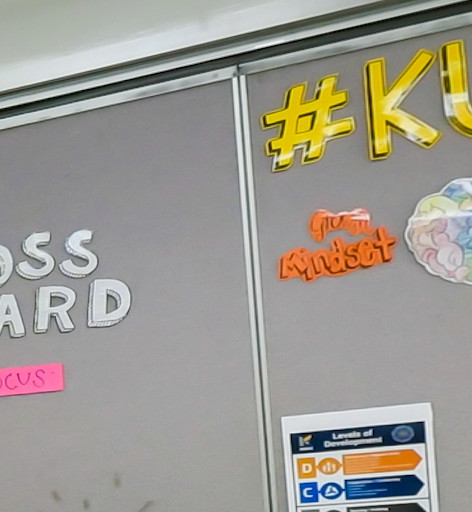 OSS
ARD
OCUS
#KU
Growth
Mindset
Levels of
Development
D
C